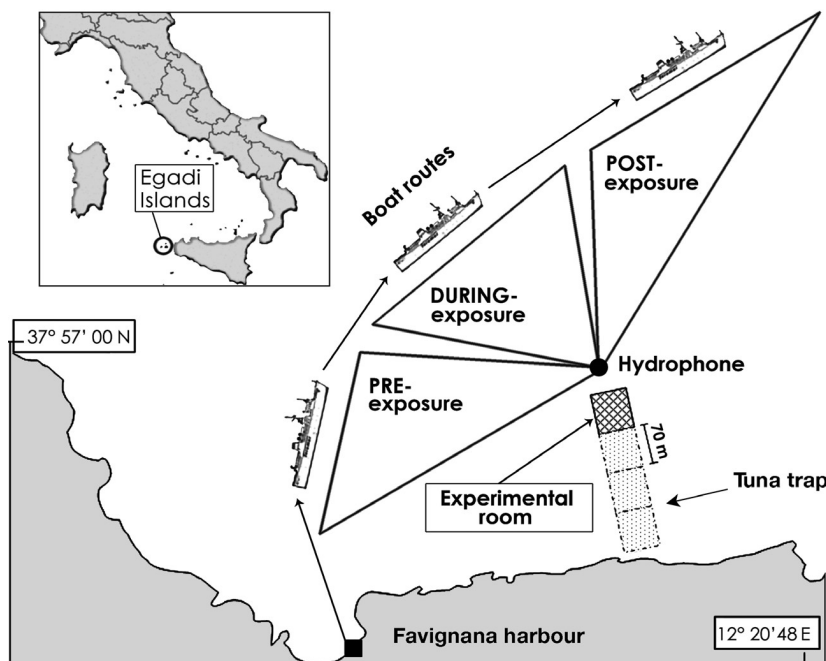 Egadi
Islands
Boat routes
POST-
exposure
DURING-
exposure
37° 57' 00 N
PRE-
exposure
Hydrophone
70 m
Experimental
room
Tuna trap
Favignana harbour
12° 20'48 E